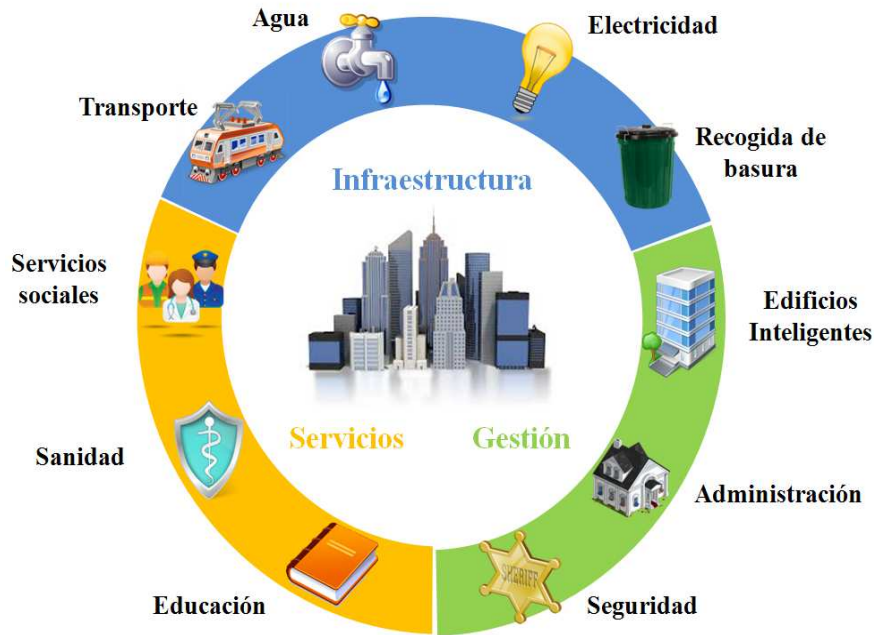 Agua
Electricidad
Transporte
Recogida de
basura
Infraestructura
Servicios
sociales
Edificios
Inteligentes
Servicios
Gestión
Sanidad
Administración
SHERIFF
Educación
Seguridad